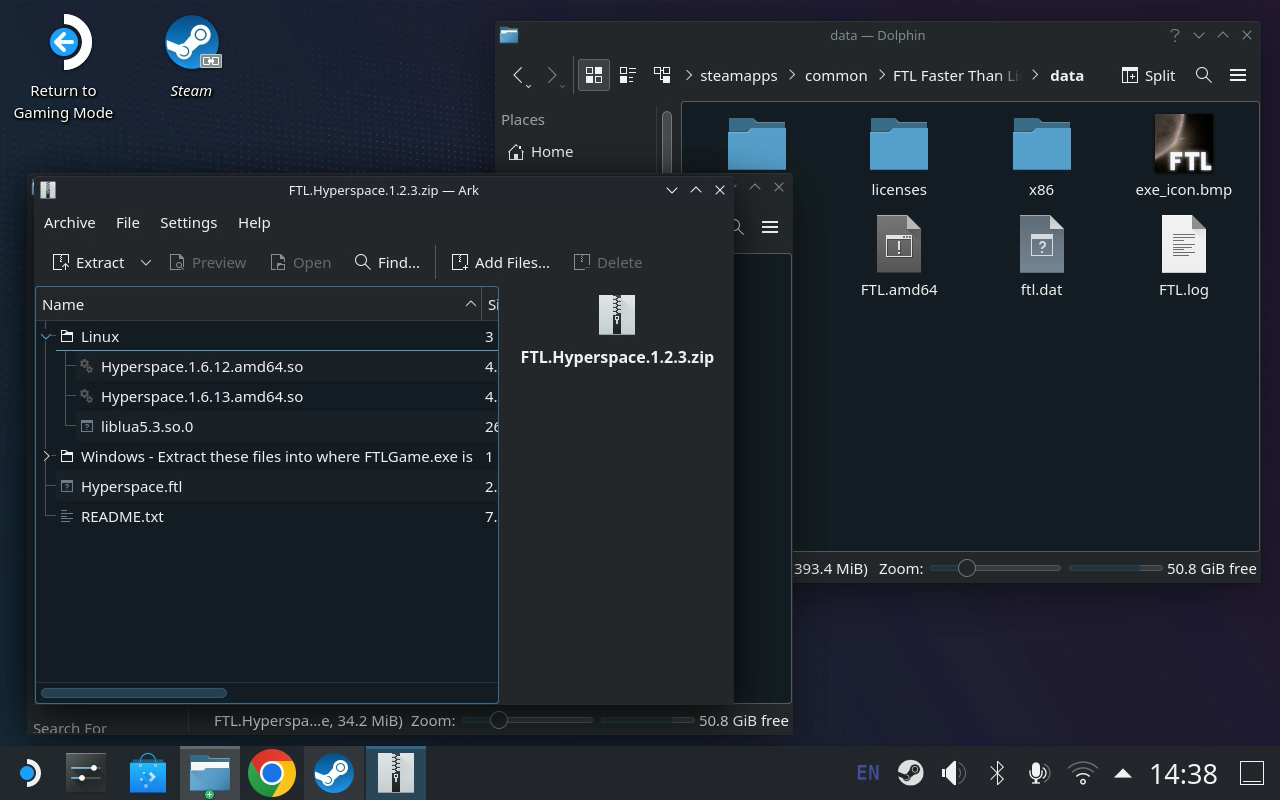 Return to
Gaming Mode
Steam
data — Dolphin
steamapps
common
FTL Faster Than Li
data
Split
Places
Home
licenses
x86
exe_icon.bmp
FTL
FTL.amd64
ftl.dat
FTL.log
393.4 MiB)
Zoom:
50.8 GiB free
FTL.Hyperspace.1.2.3.zip — Ark
Archive
File
Settings
Help
Extract
Preview
Open
Find...
Add Files...
Delete
Name
Si
Linux
3
Hyperspace.1.6.12.amd64.so
4.
Hyperspace.1.6.13.amd64.so
4.
liblua5.3.so.0
26
Windows - Extract these files into where FTLGame.exe is
1
Hyperspace.ftl
2.
README.txt
7.
FTL.Hyperspace.1.2.3.zip
Search For
FTL.Hyperspa...e, 34.2 MiB)
Zoom:
50.8 GiB free
EN
14:38